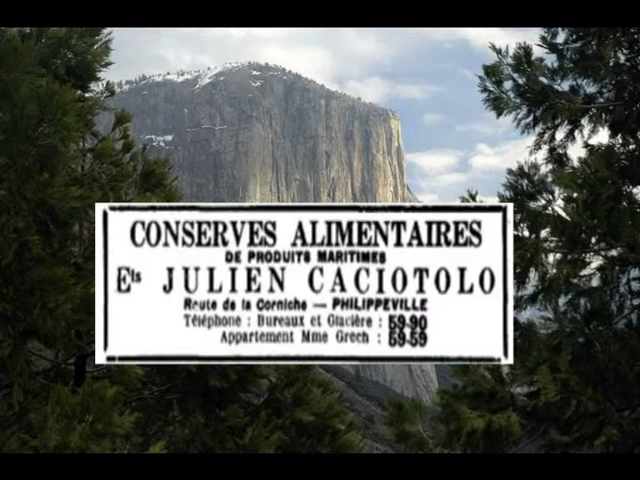 CONSERVES ALIMENTAIRES
DE PRODUITS MARITIMES
Ets JULIEN CACIOTOLO
Route de la Corniche — PHILIPPEVILLE
Téléphone : Bureaux et Glacière : 59-90
Appartement Mme Grech : 59-59